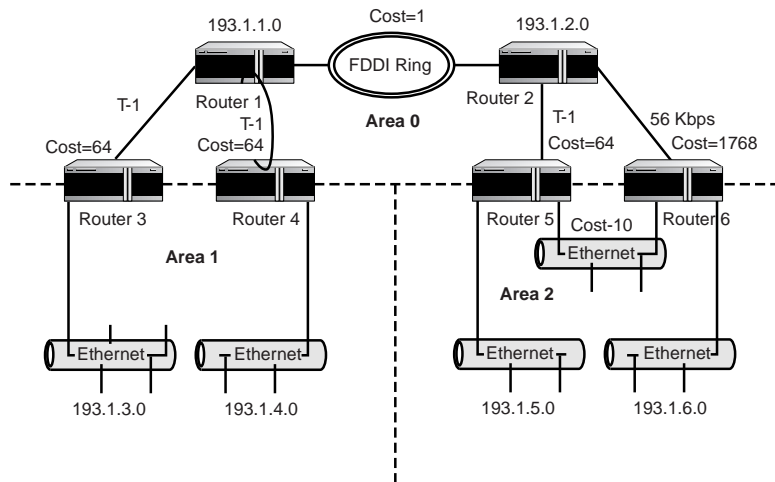 Cost=1
193.1.1.0
193.1.2.0
FDDI Ring
Router 1
Router 2
T-1
T-1
Area 0
T-1
56 Kbps
Cost=64
Cost=64
Cost=64
Cost=1768
Router 3
Router 4
Router 5
Router 6
Cost-10
Area 1
Ethernet
Area 2
Ethernet
Ethernet
Ethernet
Ethernet
193.1.3.0
193.1.4.0
193.1.5.0
193.1.6.0